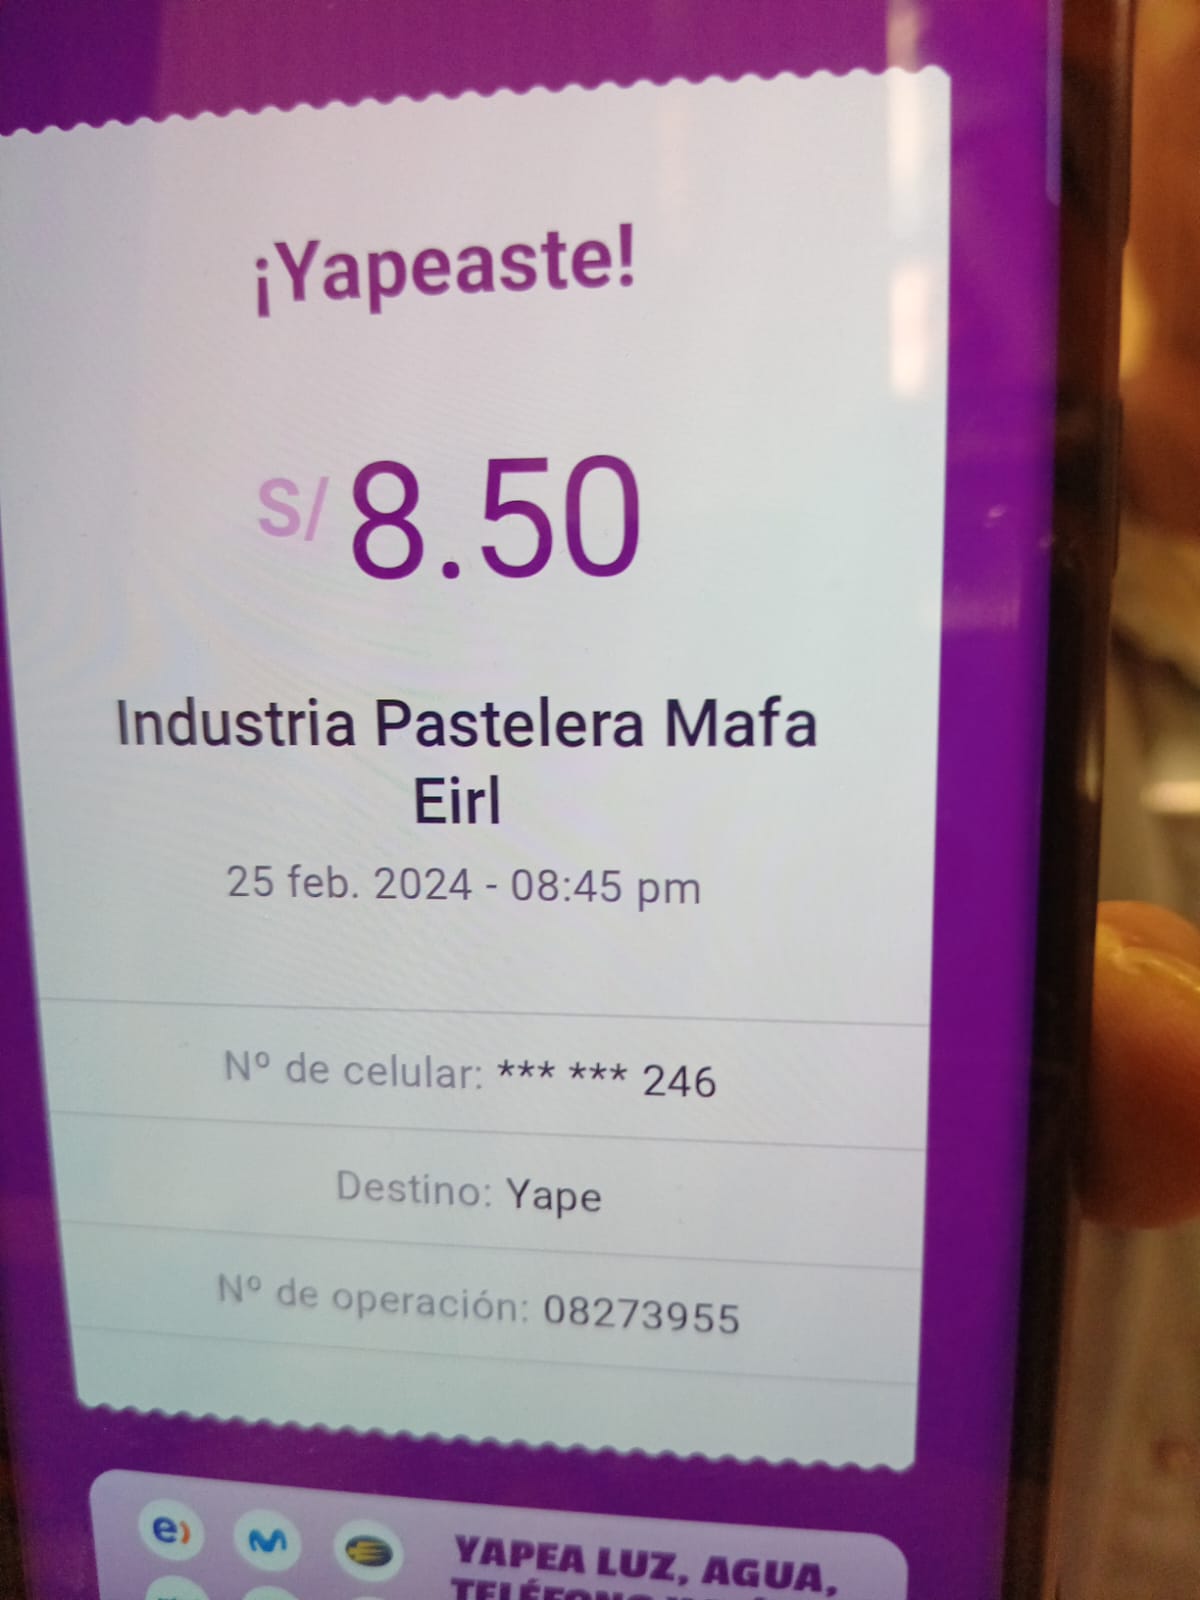 ¡Yapeaste!
S/ 8.50
Industria Pastelera Mafa
Eirl
25 feb. 2024 - 08:45 pm
Nº de celular: *** *** 246
Destino: Yape
Nº de operación: 08273955
e)
YAPEA LUZ, AGUA,